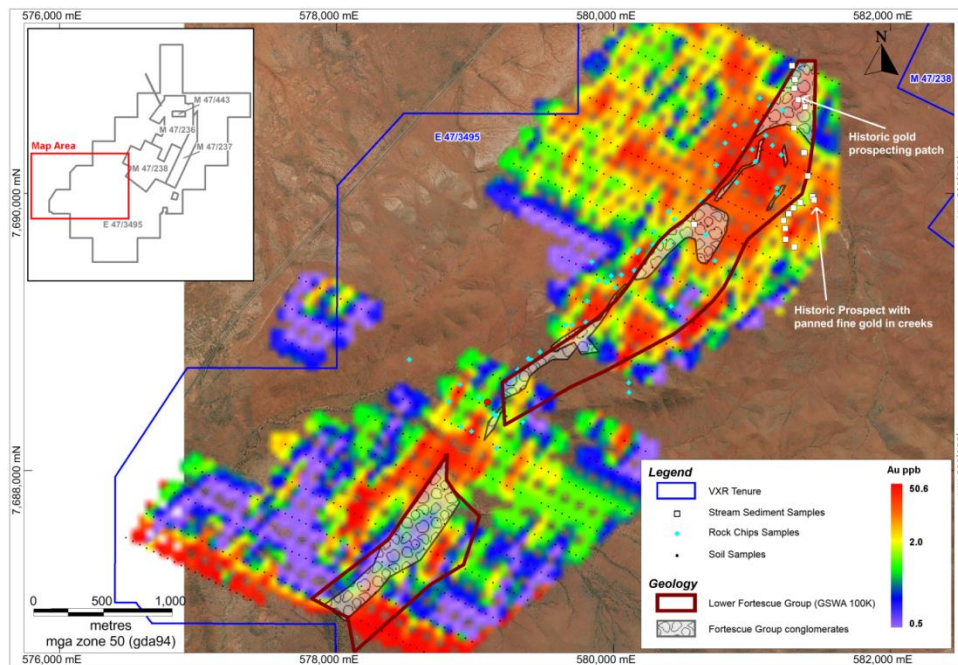 576,000 mE
578,000 mE
580,000 mE
582,000 mE
7,690,000 mN
7,688,000 mN
M 47/443
M 47/236
M 47/237
M 47/238
E 47/3495
Map Area
E 47/3495
M 47/238
N
Historic gold
prospecting patch
Historic Prospect with
panned fine gold in creeks
Legend
VXR Tenure
Stream Sediment Samples
Rock Chips Samples
Soil Samples
Geology
Lower Fortescue Group (GSWA 100K)
Fortescue Group conglomerates
Au ppb
50.6
2.0
0.5
0 500 1,000
metres
mga zone 50 (gda94)
576,000 mE
578,000 mE
580,000 mE
582,000 mE